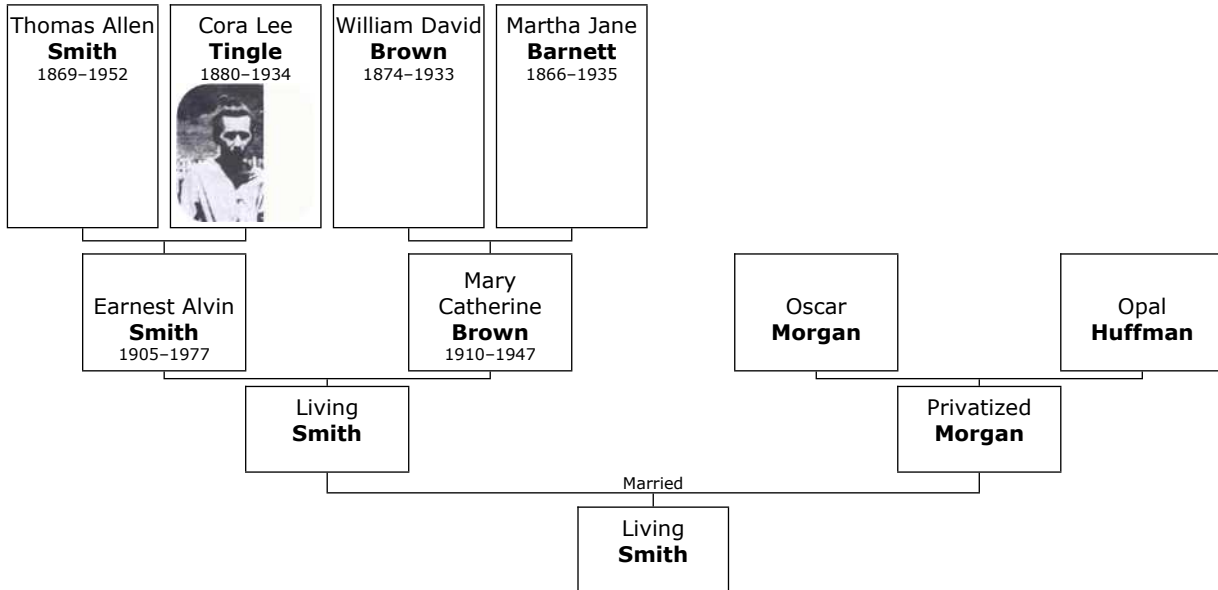 Thomas Allen
Smith
1869–1952
Cora Lee
Tingle
1880–1934
William David
Brown
1874–1933
Martha Jane
Barnett
1866–1935
Earnest Alvin
Smith
1905–1977
Mary
Catherine
Brown
1910–1947
Oscar
Morgan
Opal
Huffman
Living
Smith
Privatized
Morgan
Married
Living
Smith